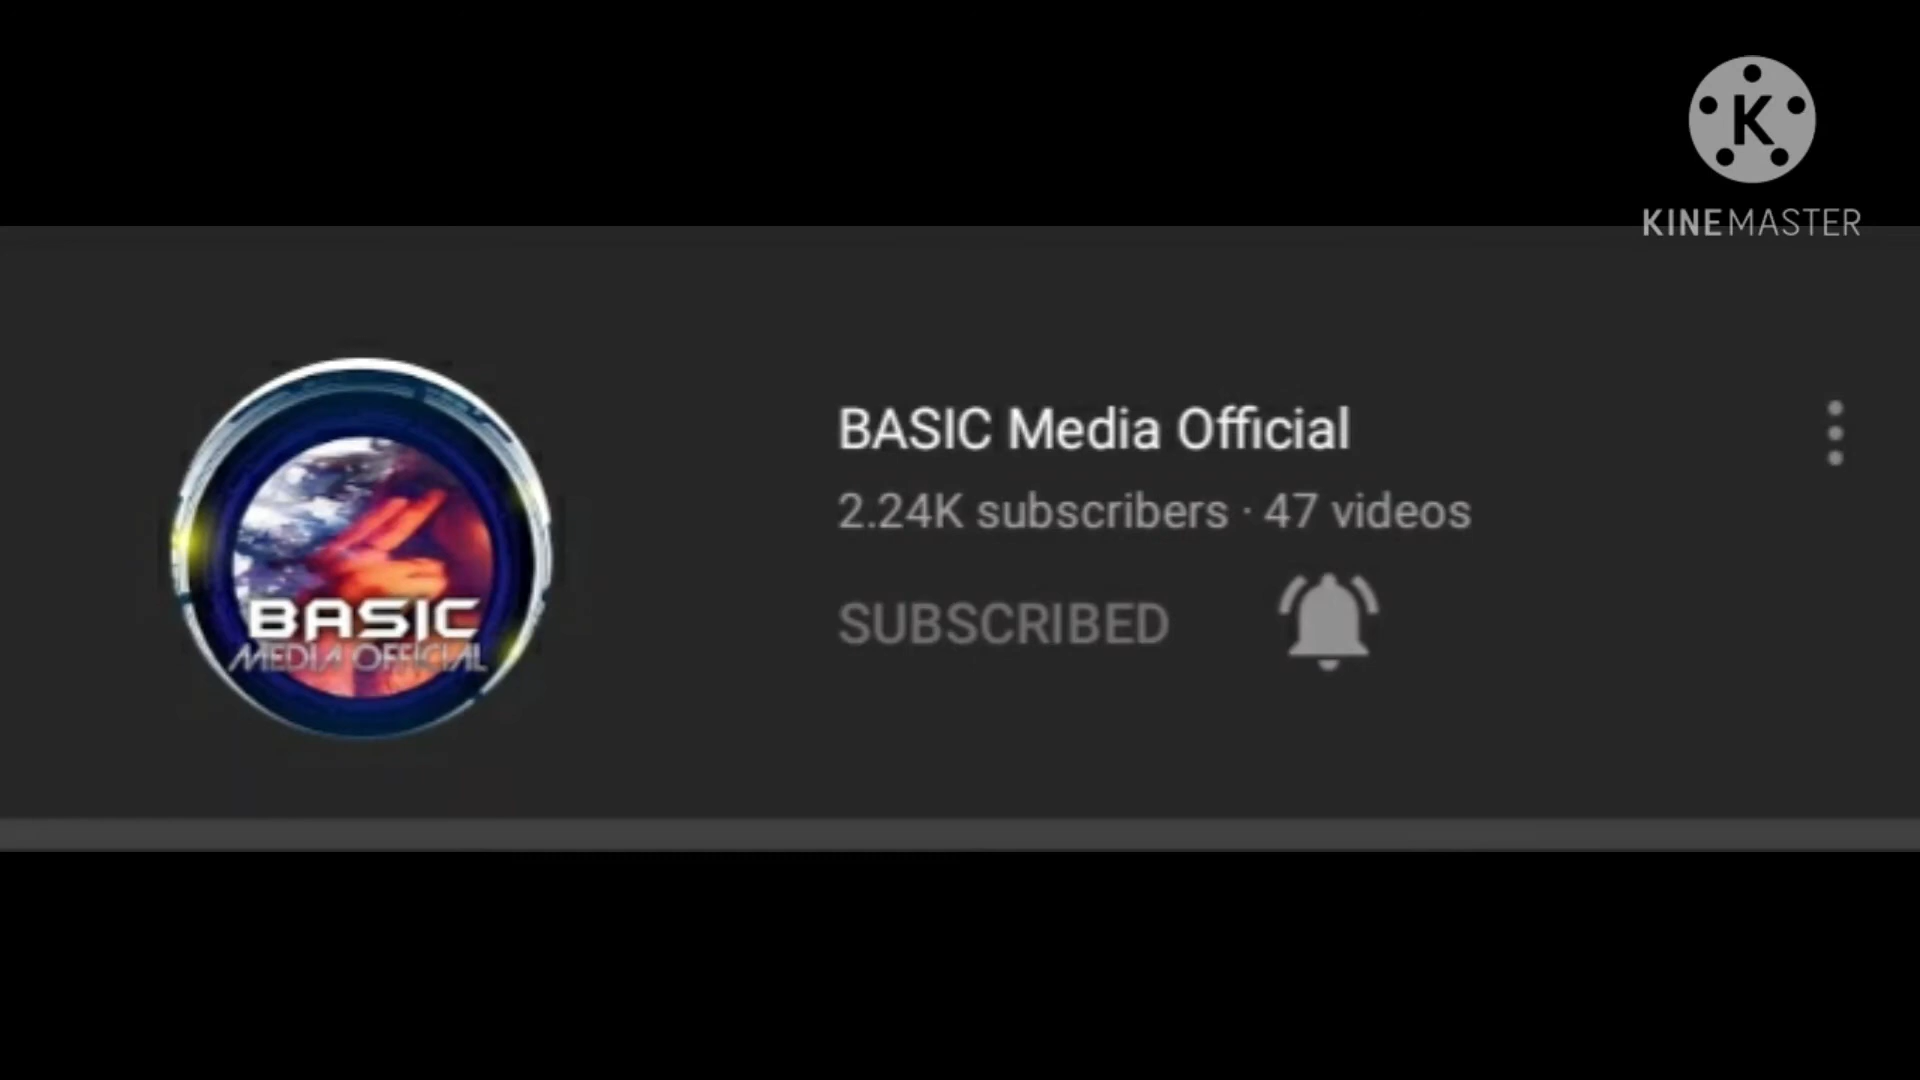 K
KINEMASTER
BASIC Media Official
2.24K subscribers · 47 videos
SUBSCRIBED
BASIC
MEDIA OFFICIAL